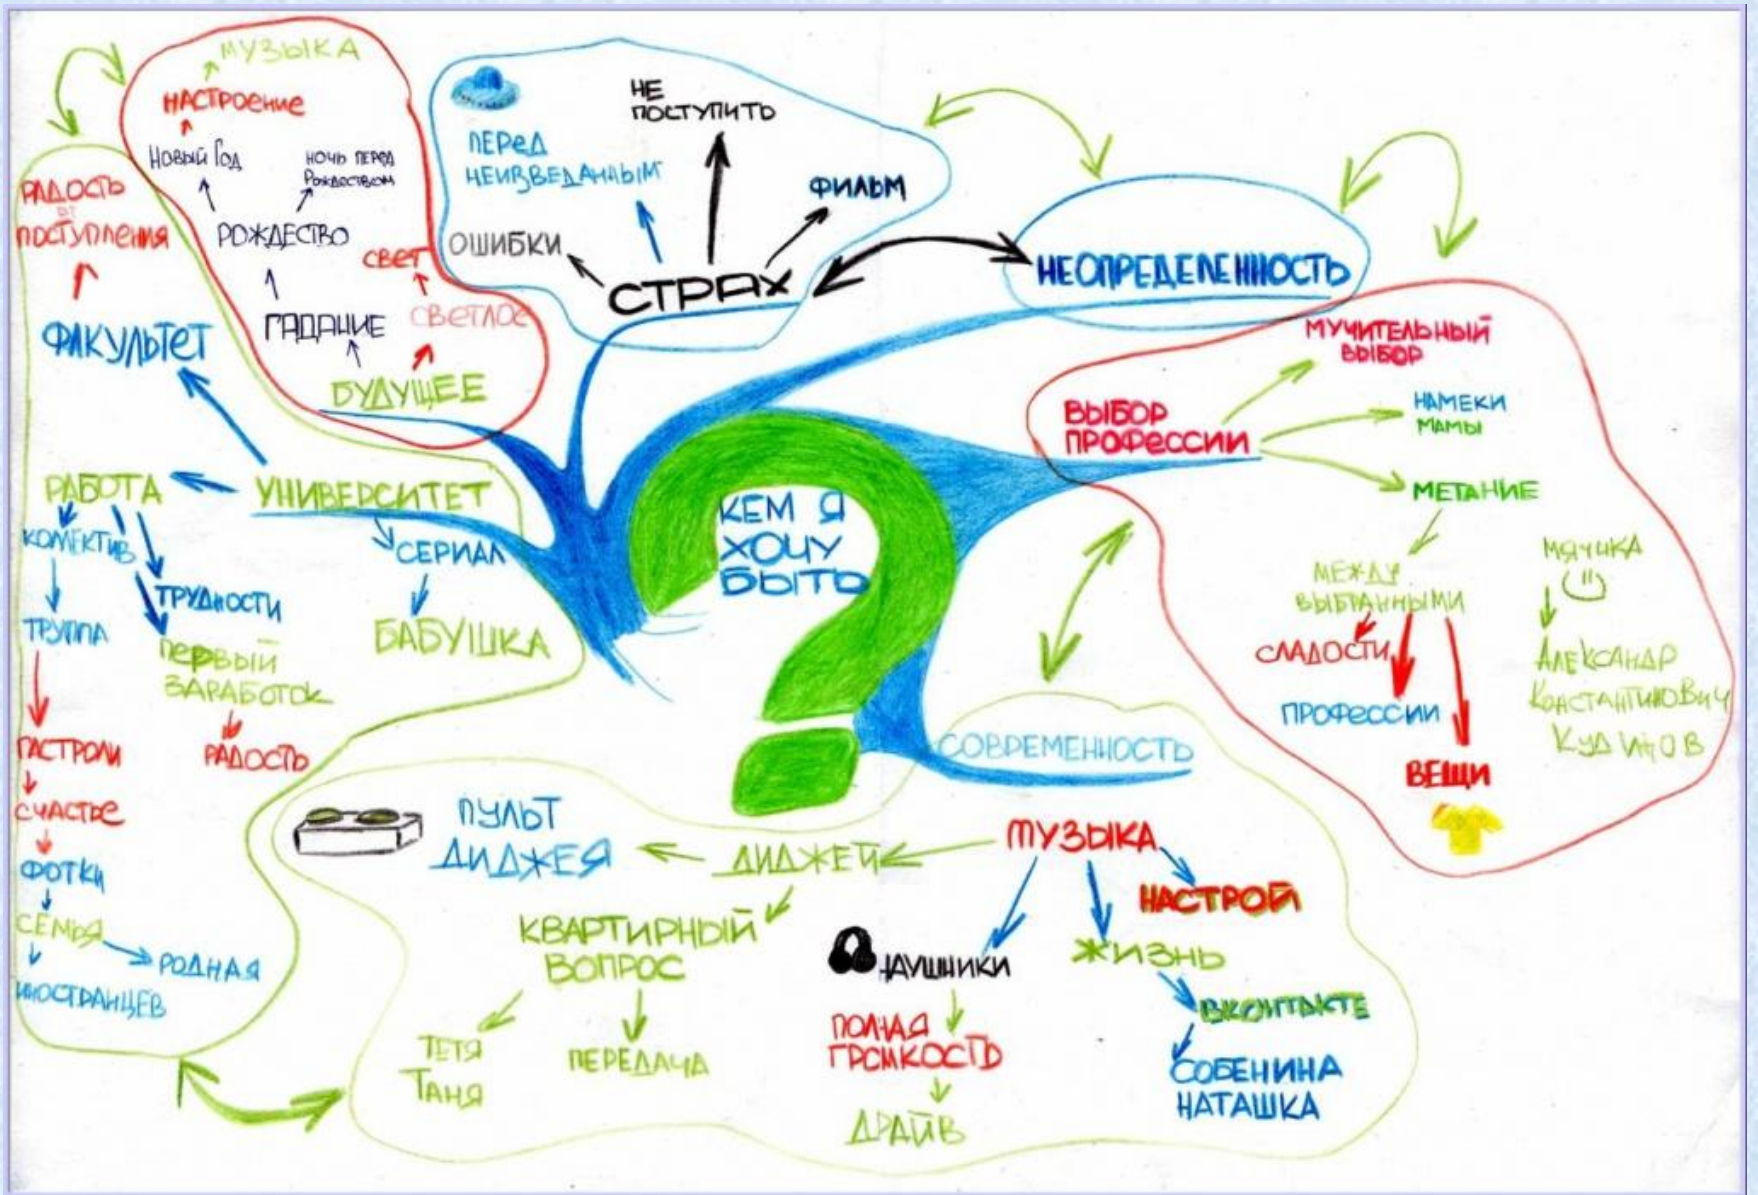 КЕМ Я
ХОЧУ
БЫТЬ
МУЗЫКА
НАСТРОЕНИЕ
НОВЫЙ ГОД
НОЧЬ ПЕРЕД
РОЖДЕСТВОМ
РОЖДЕСТВО
СВЕТ
ГАДАНИЕ
СВЕТЛОЕ
БУДУЩЕЕ
НЕ
ПОСТУПИТЬ
ПЕРЕД
НЕИЗВЕДАННЫМ
ФИЛЬМ
ОШИБКИ
СТРАХ
НЕОПРЕДЕЛЕННОСТЬ
МУЧИТЕЛЬНЫЙ
ВЫБОР
ВЫБОР
ПРОФЕССИИ
НАМЕКИ
МАМЫ
МЕТАНИЕ
МЕЖДУ
ВЫБРАННЫМИ
СЛАДОСТИ
ПРОФЕССИИ
ВЕЩИ
МЯЧИКА
АЛЕКСАНДР
КОНСТАНТИНОВИЧ
РАДОСТЬ
ОТ
ПОСТУПЛЕНИЯ
ФАКУЛЬТЕТ
РАБОТА
УНИВЕРСИТЕТ
СЕРИАЛ
БАБУШКА
ТРУДНОСТИ
ПЕРВЫЙ
ЗАРАБОТОК
РАДОСТЬ
ТРУППА
ГАСТРОЛИ
СЧАСТЬЕ
ФОТКИ
СЕМЬЯ
РОДНАЯ
ИНОСТРАНЦЕВ
СОВРЕМЕННОСТЬ
МУЗЫКА
ДИДЖЕЙ
ПУЛЬТ
ДИДЖЕЯ
КВАРТИРНЫЙ
ВОПРОС
ТЕТЯ
ТАНЯ
ПЕРЕДАЧА
НАУШНИКИ
ПОЛНАЯ
ГРОМКОСТЬ
ДРАЙВ
НАСТРОЙ
ЖИЗНЬ
ВКОНТАКТЕ
СОБЕНИНА
НАТАШКА